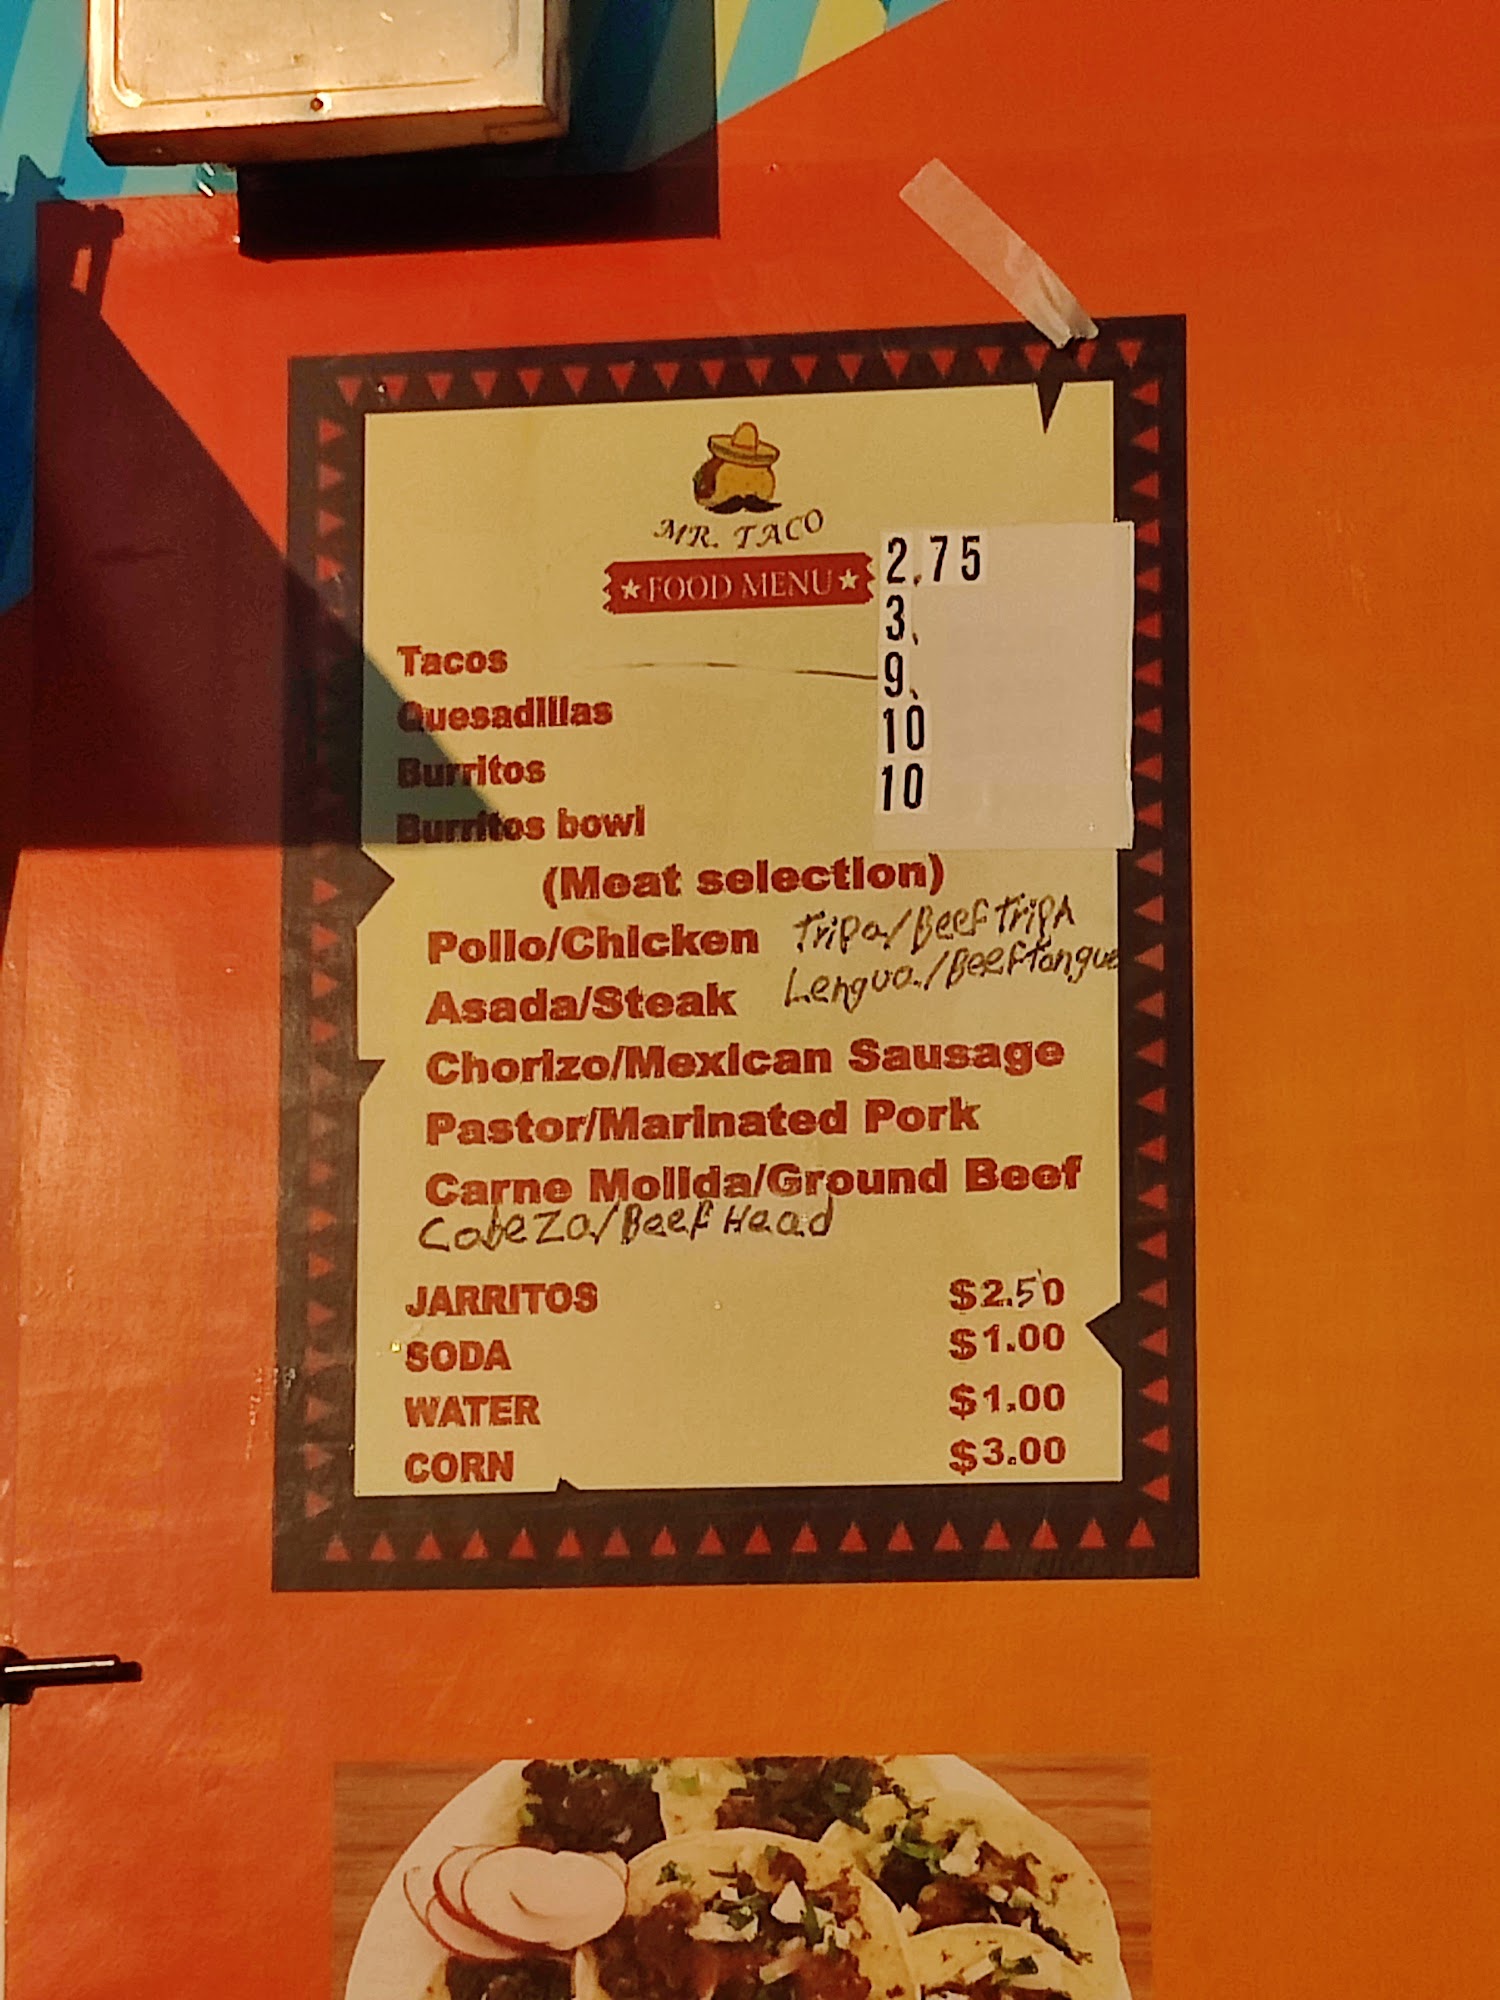 MR. TACO
★FOOD MENU★
2.75
3.
9.
10
10
Tacos
Quesadillas
Burritos
Burritos bowl
(Meat selection)
Pollo/Chicken Tripa/Beef Tripa
Asada/Steak Lengua/Beef Tongue
Chorizo/Mexican Sausage
Pastor/Marinated Pork
Carne Molida/Ground Beef
Cabeza/Beef Head
JARRITOS $2.50
SODA $1.00
WATER $1.00
CORN $3.00